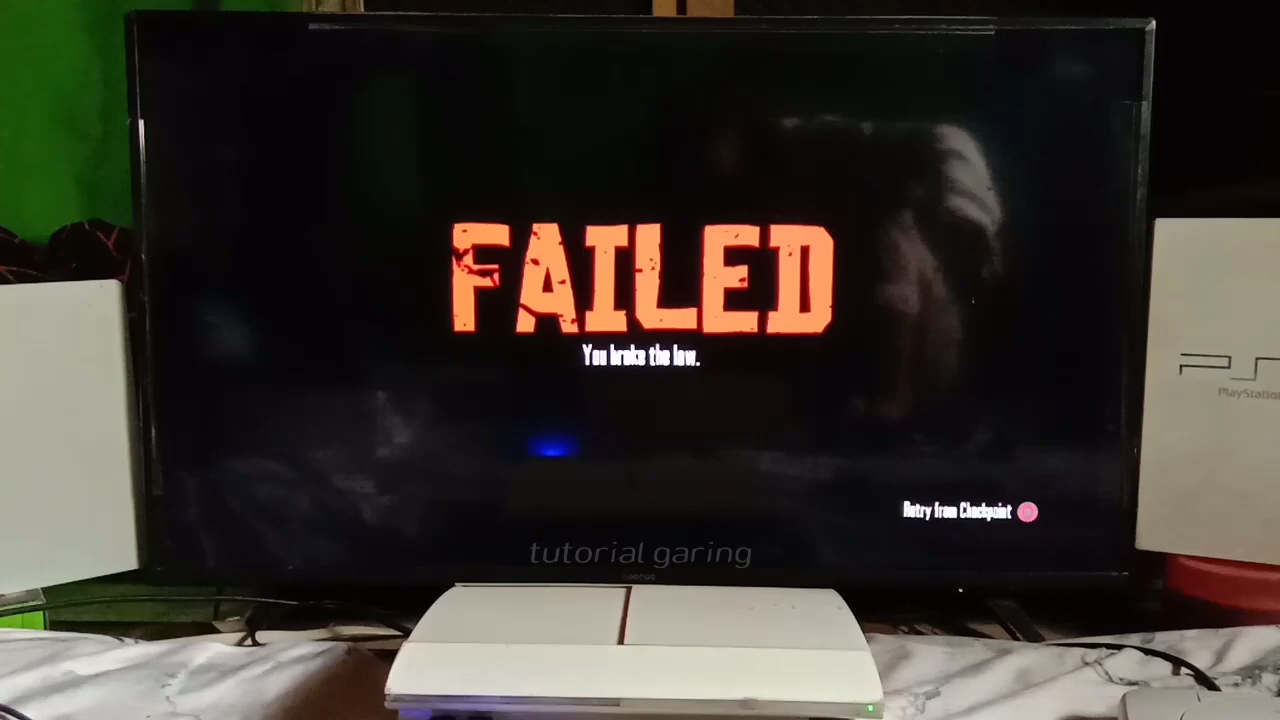 FAILED
You broke the law.
PlayStation
Retry from Checkpoint
tutorial garing